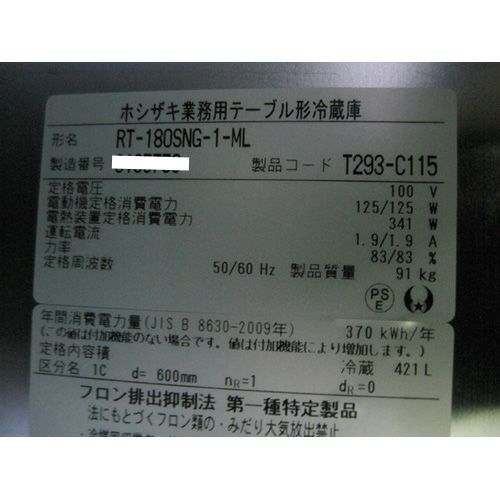 ホシザキ業務用テーブル形冷蔵庫
形名 RT-180SNG-1-ML
製造番号 製品コード T293-C115
定格電圧 100 V
電動機定格消費電力 125/125 W
電熱装置定格消費電力 341 W
運転電流 1.9/1.9 A
力率 83/83 %
定格周波数 50/60 Hz 製品質量 91 kg
PS E
年間消費電力量(JIS B 8630-2009年) 370 kWh/年
(この値は付加機能のない場合です。値は付加機能により増加します。)
定格内容積 冷蔵 421L
区分名 1C d= 600mm nR=1 dR=0
フロン排出抑制法 第一種特定製品
法にもとづくフロン類の・みだり大気放出禁止